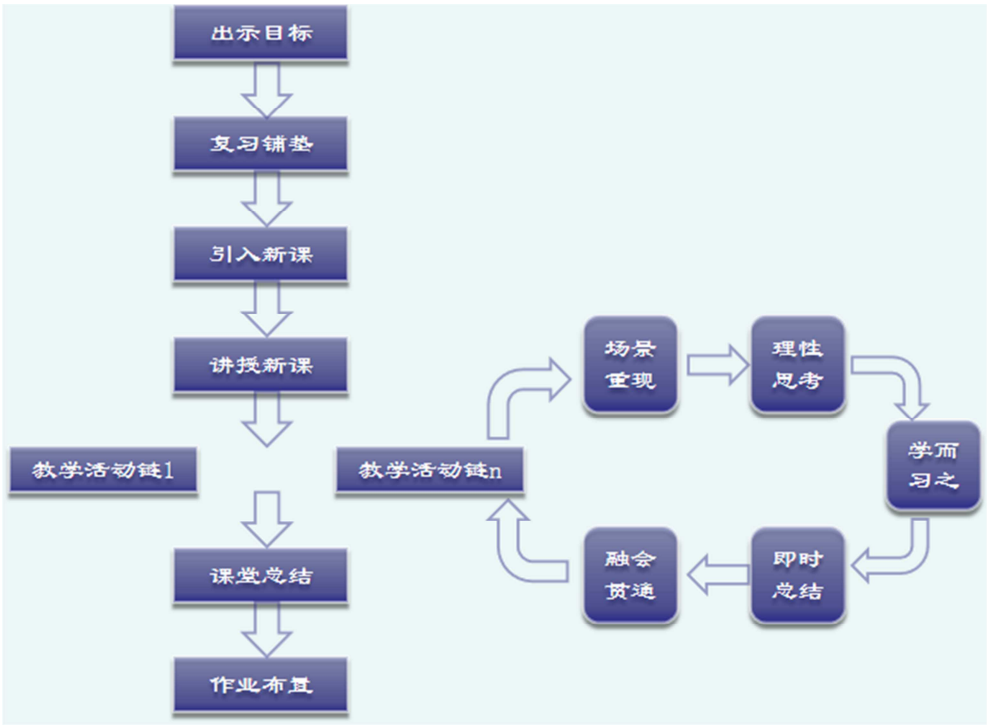 出示目标
复习铺垫
引入新课
讲授新课
教学活动链1
教学活动链n
课堂总结
作业布置
场景
重现
理性
思考
学而
习之
即时
总结
融会
贯通